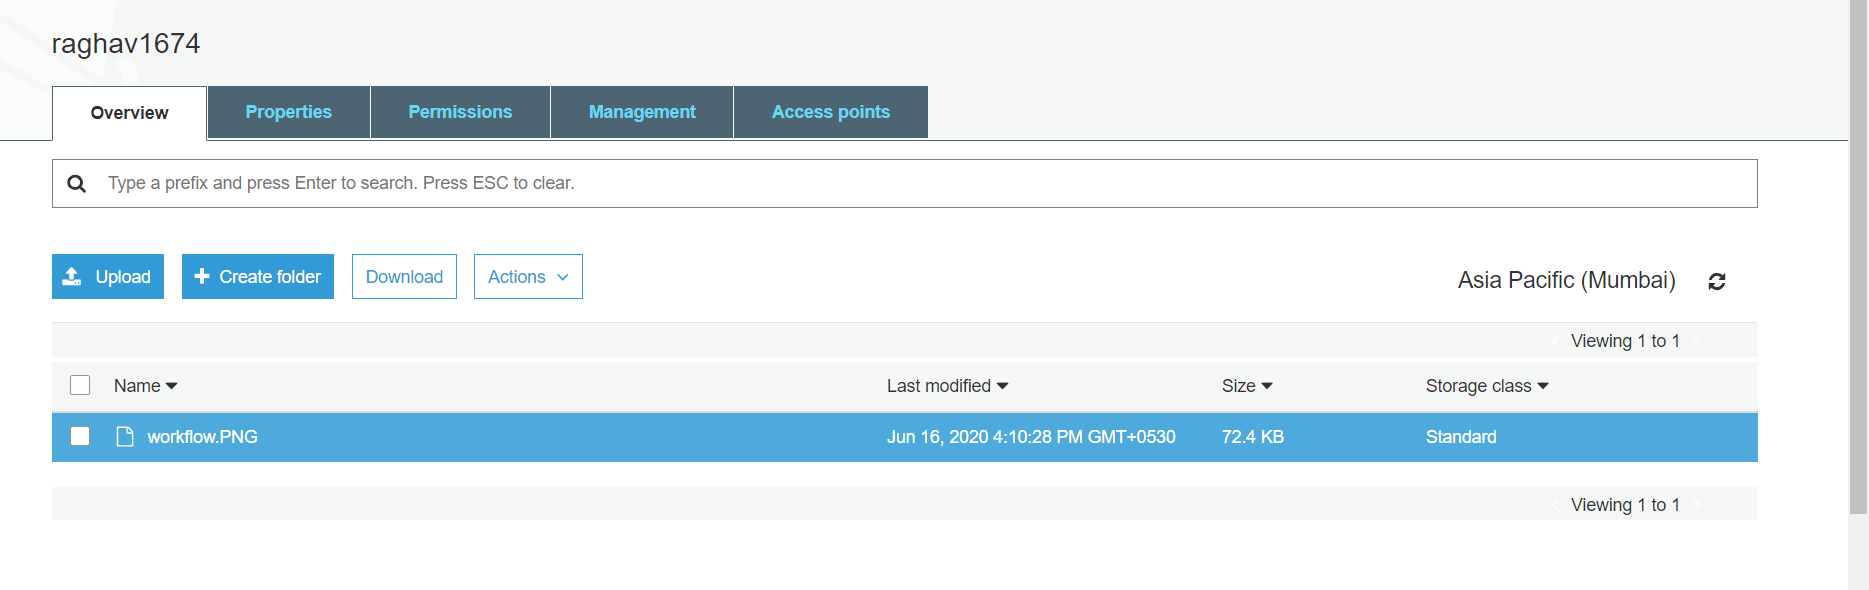 raghav1674
Overview Properties Permissions Management Access points
Type a prefix and press Enter to search. Press ESC to clear.
Upload Create folder Download Actions Asia Pacific (Mumbai)
Viewing 1 to 1
Name Last modified Size Storage class
workflow.PNG Jun 16, 2020 4:10:28 PM GMT+0530 72.4 KB Standard
Viewing 1 to 1